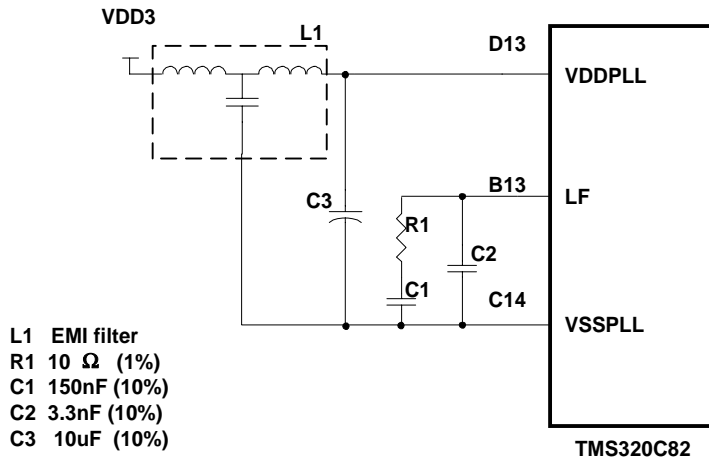 VDD3
L1
D13
VDDPLL
B13
LF
C3
R1
C2
C1
C14
VSSPLL
L1 EMI filter
R1 10 Ω (1%)
C1 150nF (10%)
C2 3.3nF (10%)
C3 10uF (10%)
TMS320C82